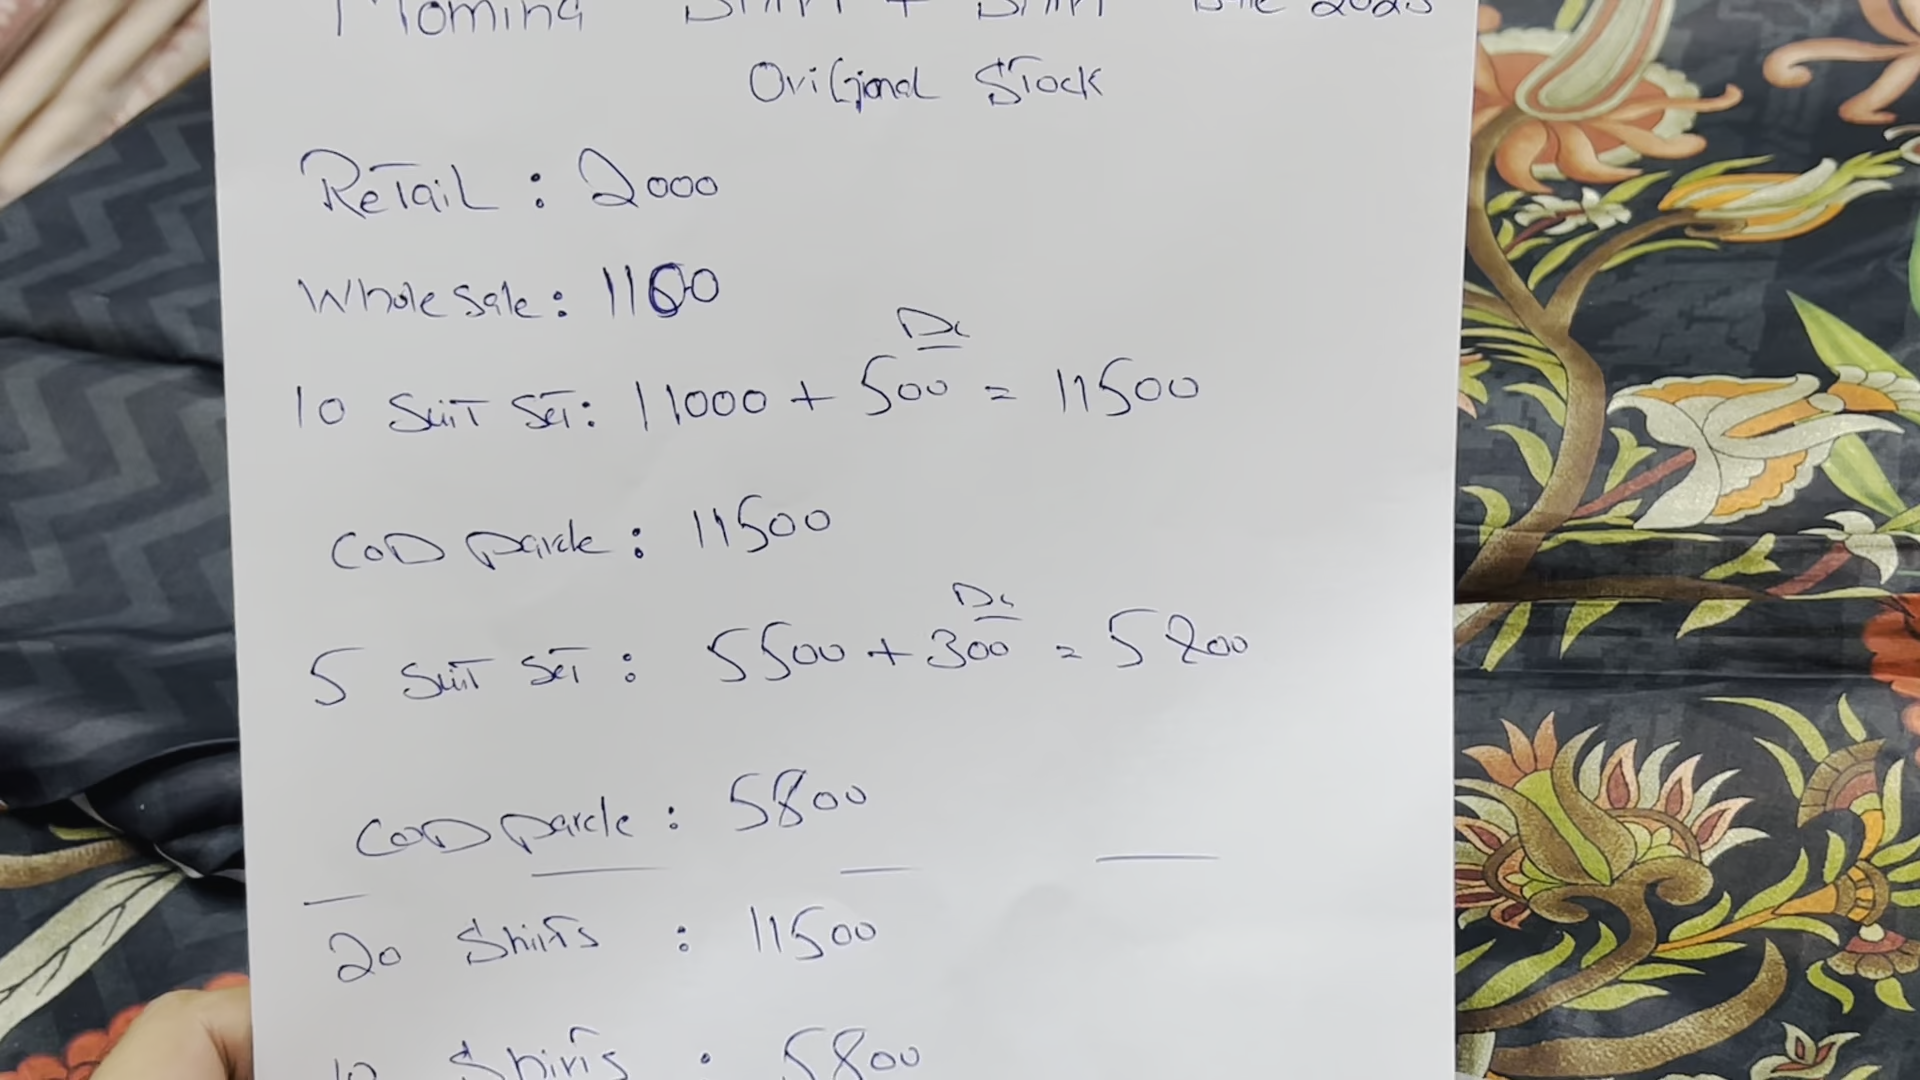 Original Stock
Retail : 2000
Whole Sale : 1100
Dc
10 Suit Set : 11000 + 500 = 11500
COD parcle : 11500
Dc
5 Suit Set : 5500 + 300 = 5800
COD parcle : 5800
20 Shirts : 11500
10 Shirts : 5800